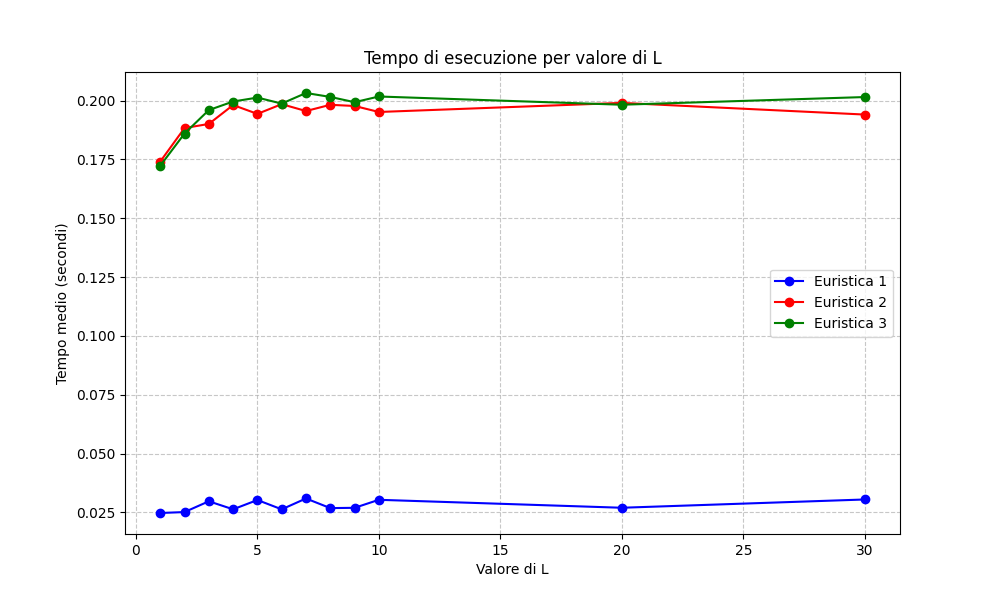 Tempo di esecuzione per valore di L
Tempo medio (secondi)
0.200
0.175
0.150
0.125
0.100
0.075
0.050
0.025
Euristica 1
Euristica 2
Euristica 3
0 5 10 15 20 25 30
Valore di L